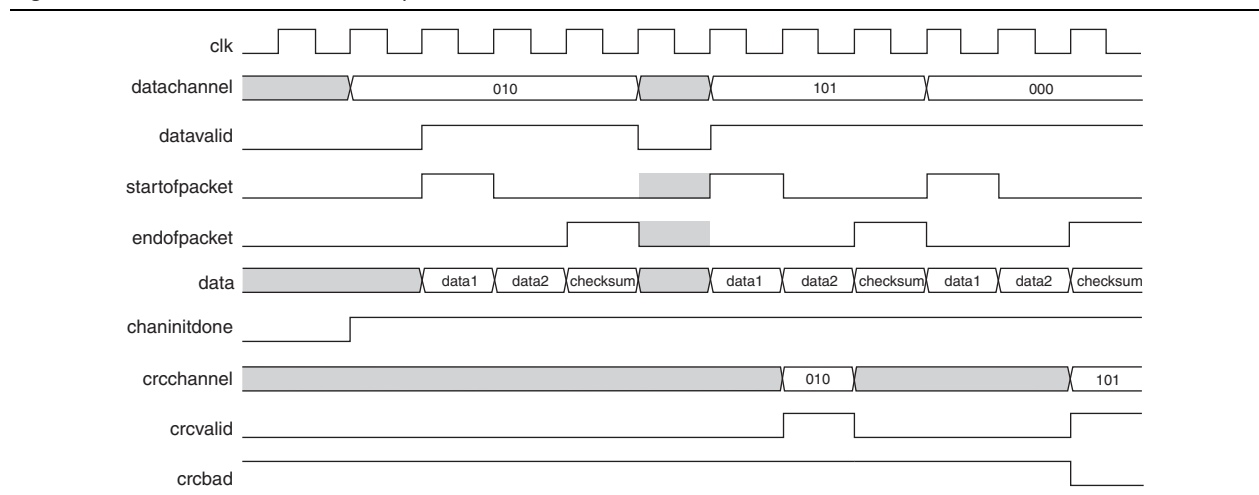 clk
datachannel 010 101 000
datavalid
startofpacket
endofpacket
data data1 data2 checksum data1 data2 checksum data1 data2 checksum
chaninitdone
crcchannel 010 101
crcvalid
crcbad